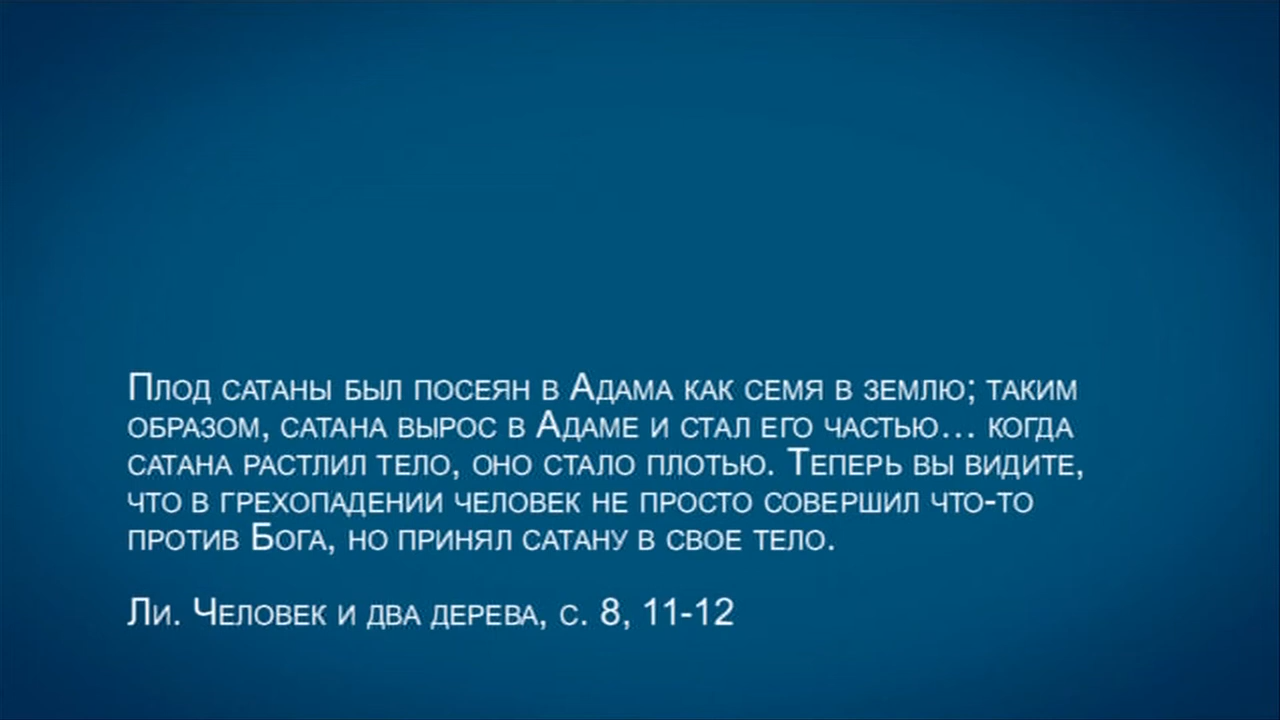 Плод сатаны был посеян в Адама как семя в землю; таким
образом, сатана вырос в Адаме и стал его частью... когда
сатана растлил тело, оно стало плотью. Теперь вы видите,
что в грехопадении человек не просто совершил что-то
против Бога, но принял сатану в свое тело.
Ли. Человек и два дерева, с. 8, 11-12